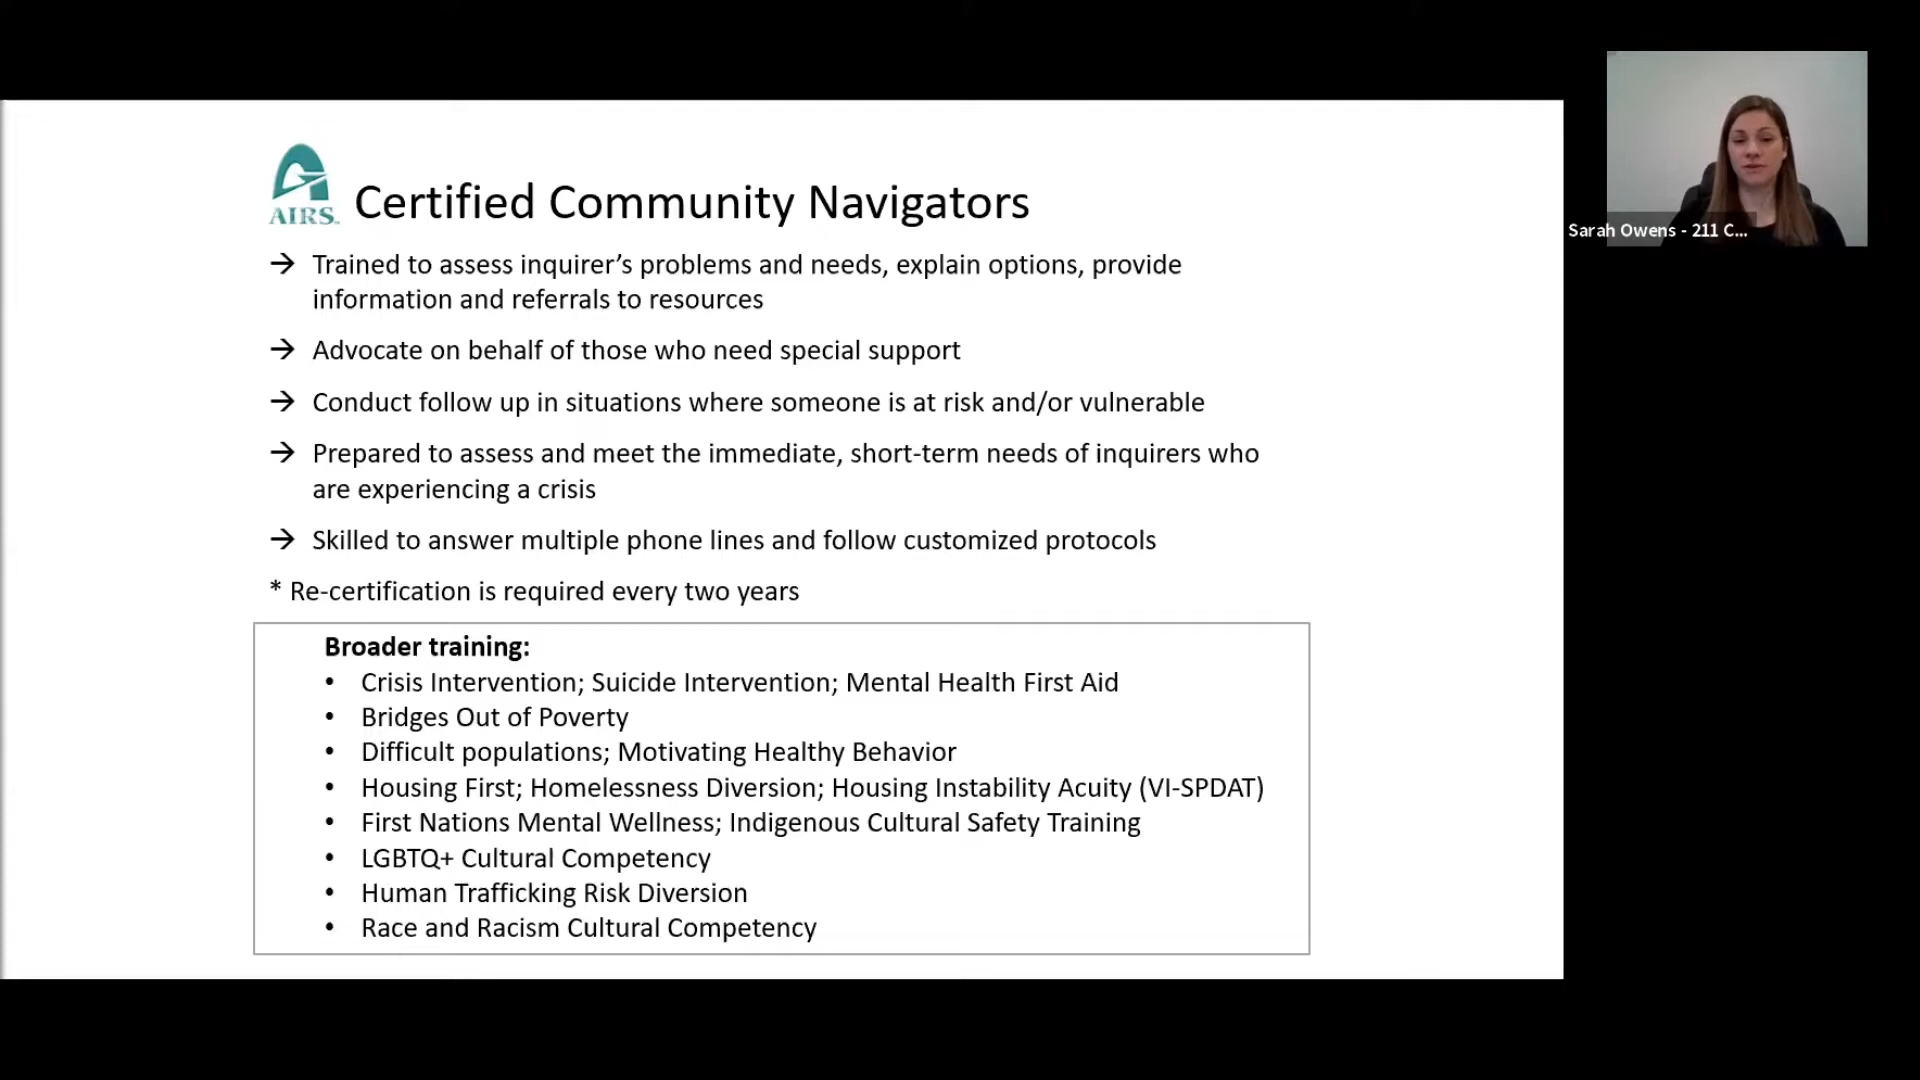 AIRS
Certified Community Navigators
→ Trained to assess inquirer’s problems and needs, explain options, provide
information and referrals to resources
→ Advocate on behalf of those who need special support
→ Conduct follow up in situations where someone is at risk and/or vulnerable
→ Prepared to assess and meet the immediate, short-term needs of inquirers who
are experiencing a crisis
→ Skilled to answer multiple phone lines and follow customized protocols
* Re-certification is required every two years
Broader training:
• Crisis Intervention; Suicide Intervention; Mental Health First Aid
• Bridges Out of Poverty
• Difficult populations; Motivating Healthy Behavior
• Housing First; Homelessness Diversion; Housing Instability Acuity (VI-SPDAT)
• First Nations Mental Wellness; Indigenous Cultural Safety Training
• LGBTQ+ Cultural Competency
• Human Trafficking Risk Diversion
• Race and Racism Cultural Competency
Sarah Owens - 211 C...